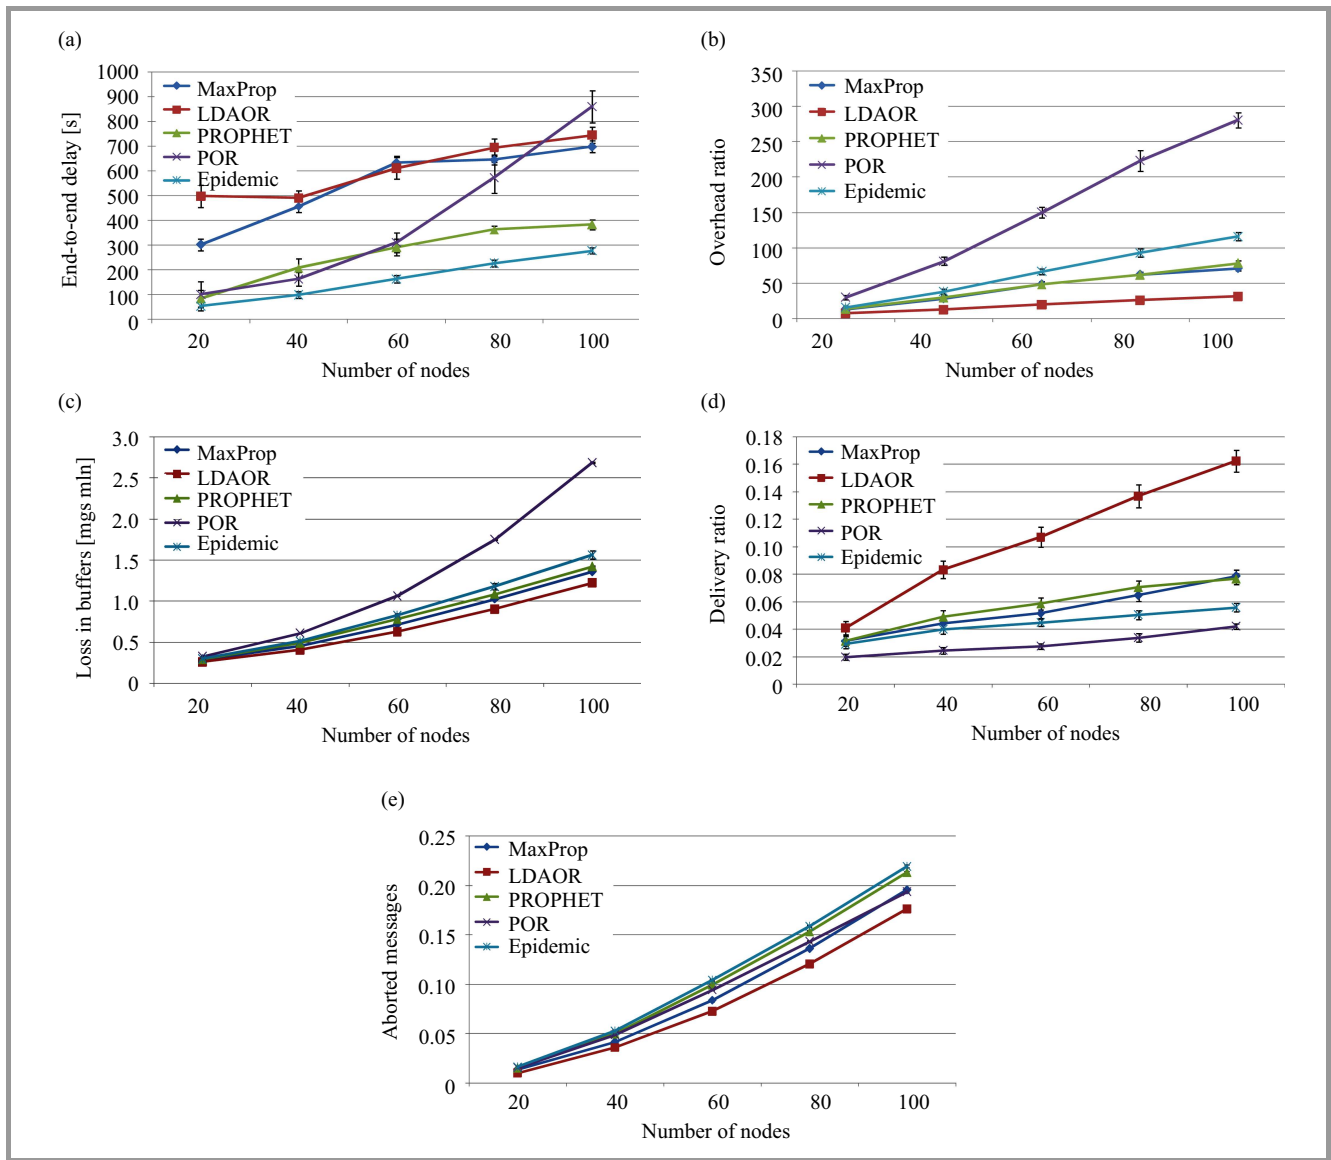 (a)
1000
900
800
700
600
500
400
300
200
100
0
End-to-end delay [s]
MaxProp
LDAOR
PROPHET
POR
Epidemic
20 40 60 80 100
Number of nodes
(b)
350
300
250
200
150
100
50
0
Overhead ratio
MaxProp
LDAOR
PROPHET
POR
Epidemic
20 40 60 80 100
Number of nodes
(c)
3.0
2.5
2.0
1.5
1.0
0.5
0
Loss in buffers [mgs mln]
MaxProp
LDAOR
PROPHET
POR
Epidemic
20 40 60 80 100
Number of nodes
(d)
0.18
0.16
0.14
0.12
0.10
0.08
0.06
0.04
0.02
0
Delivery ratio
MaxProp
LDAOR
PROPHET
POR
Epidemic
20 40 60 80 100
Number of nodes
(e)
0.25
0.20
0.15
0.10
0.05
0
Aborted messages
MaxProp
LDAOR
PROPHET
POR
Epidemic
20 40 60 80 100
Number of nodes